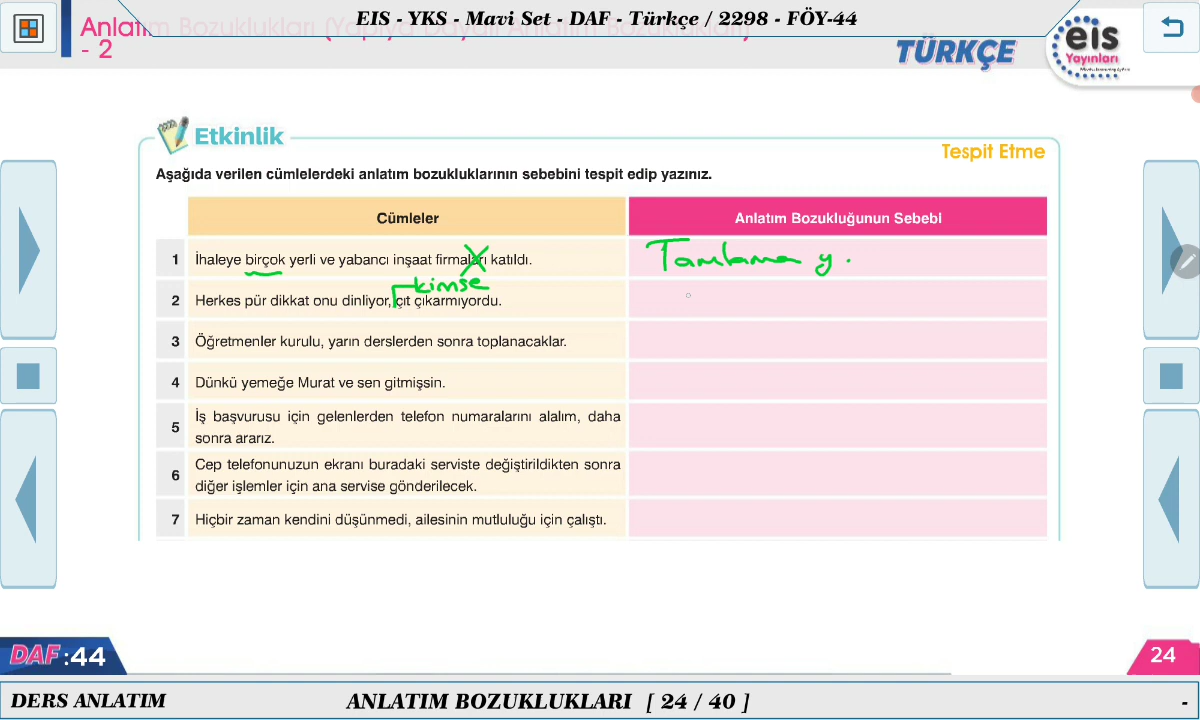 EIS - YKS - Mavi Set - DAF - Türkçe / 2298 - FÖY-44
Anlatım Bozuklukları (Yapıya Dayalı Anlatım Bozuklukları)
- 2
TÜRKÇE
eis
Yayınları
Etkinlik
Tespit Etme
Aşağıda verilen cümlelerdeki anlatım bozukluklarının sebebini tespit edip yazınız.
Cümleler
Anlatım Bozukluğunun Sebebi
1 İhaleye birçok yerli ve yabancı inşaat firmaları katıldı.
Tamlama y.
kimse
2 Herkes pür dikkat onu dinliyor, çıt çıkarmıyordu.
3 Öğretmenler kurulu, yarın derslerden sonra toplanacaklar.
4 Dünkü yemeğe Murat ve sen gitmişsin.
5 İş başvurusu için gelenlerden telefon numaralarını alalım, daha
sonra ararız.
6 Cep telefonunuzun ekranı buradaki serviste değiştirildikten sonra
diğer işlemler için ana servise gönderilecek.
7 Hiçbir zaman kendini düşünmedi, ailesinin mutluluğu için çalıştı.
DAF :44
24
DERS ANLATIM
ANLATIM BOZUKLUKLARI [ 24 / 40 ]
-